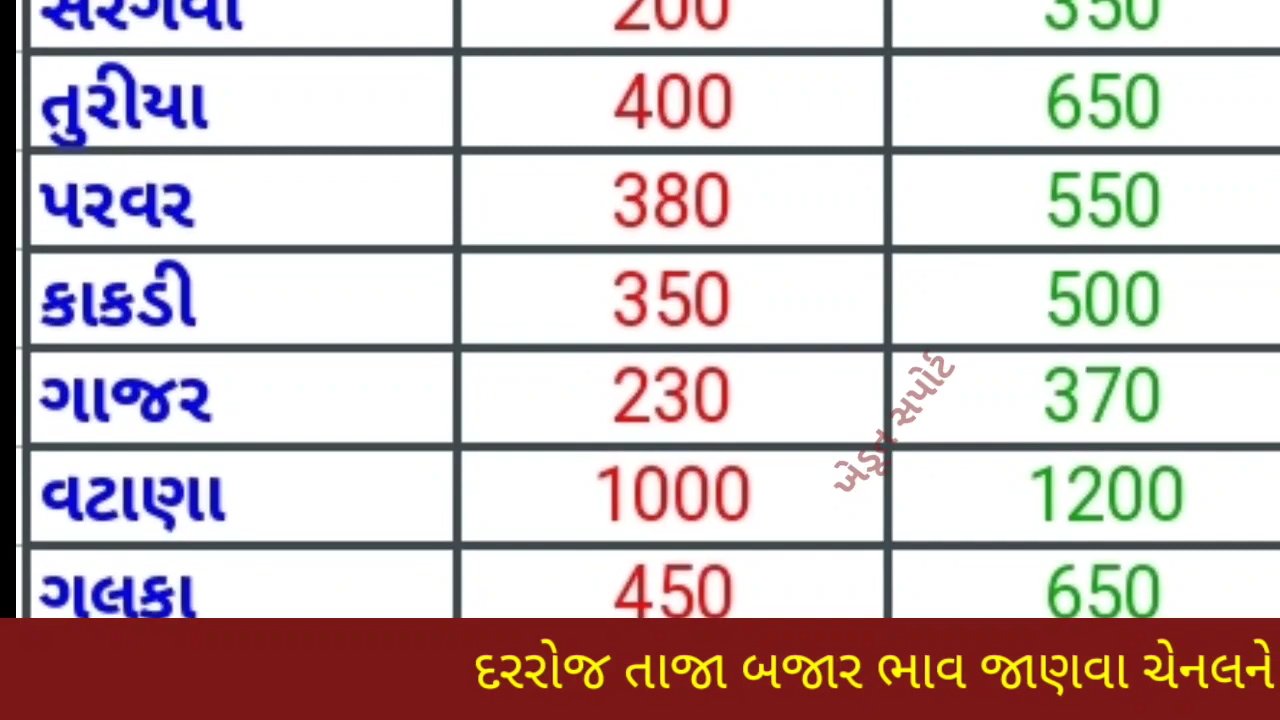 સરગવા 200 350
તુરીયા 400 650
પરવર 380 550
કાકડી 350 500
ગાજર 230 370
વટાણા 1000 1200
ગલકા 450 650
ખેડૂત સપોર્ટ
દરરોજ તાજા બજાર ભાવ જાણવા ચેનલને